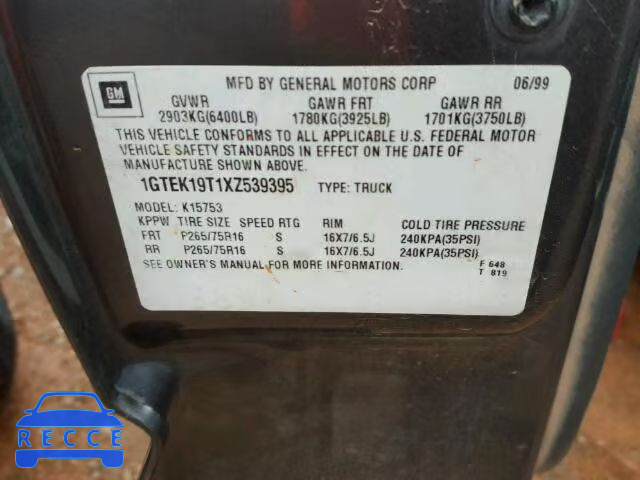 GM
MFD BY GENERAL MOTORS CORP 06/99
GVWR GAWR FRT GAWR RR
2903KG(6400LB) 1780KG(3925LB) 1701KG(3750LB)
THIS VEHICLE CONFORMS TO ALL APPLICABLE U.S. FEDERAL MOTOR
VEHICLE SAFETY STANDARDS IN EFFECT ON THE DATE OF
MANUFACTURE SHOWN ABOVE.
1GTEK19T1XZ539395 TYPE: TRUCK
MODEL: K15753
KPPW TIRE SIZE SPEED RTG RIM COLD TIRE PRESSURE
FRT P265/75R16 S 16X7/6.5J 240KPA(35PSI)
RR P265/75R16 S 16X7/6.5J 240KPA(35PSI)
SEE OWNER'S MANUAL FOR MORE INFORMATION.
F 648
T 819
RECCE